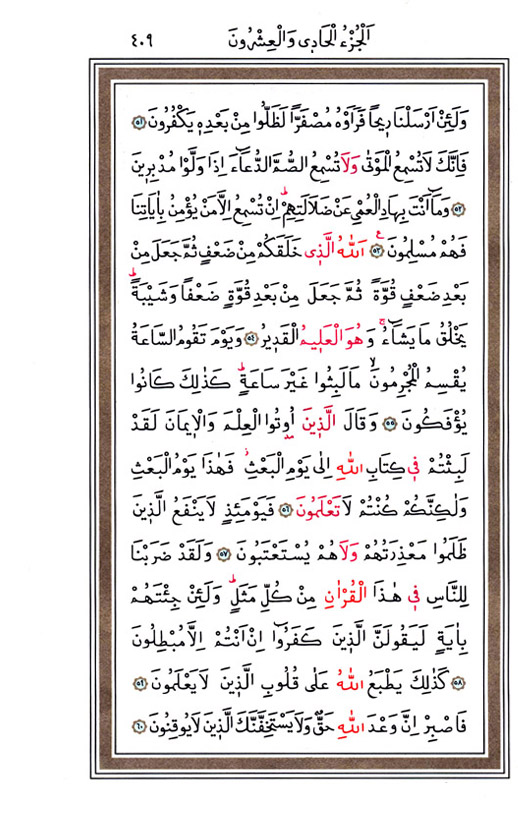 اَلْجُزْءُ الْحَادِى وَالْعِشْرُونَ ٤٠٩
وَلَئِنْ اَرْسَلْنَا رٖيحًا فَرَاَوْهُ مُصْفَرًّا لَظَلُّوا مِنْ بَعْدِهٖ يَكْفُرُونَ ﴿٥١﴾
فَاِنَّكَ لَا تُسْمِعُ الْمَوْتٰى وَلَا تُسْمِعُ الصُّمَّ الدُّعَٓاءَ اِذَا وَلَّوْا مُدْبِرٖينَ
﴿٥٢﴾ وَمَٓا اَنْتَ بِهَادِ الْعُمْىِ عَنْ ضَلَالَتِهِمْۜ اِنْ تُسْمِعُ اِلَّا مَنْ يُؤْمِنُ بِاٰيَاتِنَا
فَهُمْ مُسْلِمُونَ ﴿٥٣﴾ اَللّٰهُ الَّذٖى خَلَقَكُمْ مِنْ ضَعْفٍ ثُمَّ جَعَلَ مِنْ
بَعْدِ ضَعْفٍ قُوَّةً ثُمَّ جَعَلَ مِنْ بَعْدِ قُوَّةٍ ضَعْفًا وَشَيْبَةًۜ
يَخْلُقُ مَا يَشَٓاءُۚ وَهُوَ الْعَلٖيمُ الْقَدٖيرُ ﴿٥٤﴾ وَيَوْمَ تَقُومُ السَّاعَةُ
يُقْسِمُ الْمُجْرِمُونَۙ مَا لَبِثُوا غَيْرَ سَاعَةٍۜ كَذٰلِكَ كَانُوا
يُؤْفَكُونَ ﴿٥٥﴾ وَقَالَ الَّذٖينَ اُوتُوا الْعِلْمَ وَالْاٖيمَانَ لَقَدْ
لَبِثْتُمْ فٖى كِتَابِ اللّٰهِ اِلٰى يَوْمِ الْبَعْثِۘ فَهٰذَا يَوْمُ الْبَعْثِ
وَلٰكِنَّكُمْ كُنْتُمْ لَا تَعْلَمُونَ ﴿٥٦﴾ فَيَوْمَئِذٍ لَا يَنْفَعُ الَّذٖينَ
ظَلَمُوا مَعْذِرَتُهُمْ وَلَا هُمْ يُسْتَعْتَبُونَ ﴿٥٧﴾ وَلَقَدْ ضَرَبْنَا
لِلنَّاسِ فٖى هٰذَا الْقُرْاٰنِ مِنْ كُلِّ مَثَلٍۜ وَلَئِنْ جِئْتَهُمْ
بِاٰيَةٍ لَيَقُولَنَّ الَّذٖينَ كَفَرُٓوا اِنْ اَنْتُمْ اِلَّا مُبْطِلُونَ
﴿٥٨﴾ كَذٰلِكَ يَطْبَعُ اللّٰهُ عَلٰى قُلُوبِ الَّذٖينَ لَا يَعْلَمُونَ ﴿٥٩﴾
فَاصْبِرْ اِنَّ وَعْدَ اللّٰهِ حَقٌّ وَلَا يَسْتَخِفَّنَّكَ الَّذٖينَ لَا يُوقِنُونَ ﴿٦٠﴾